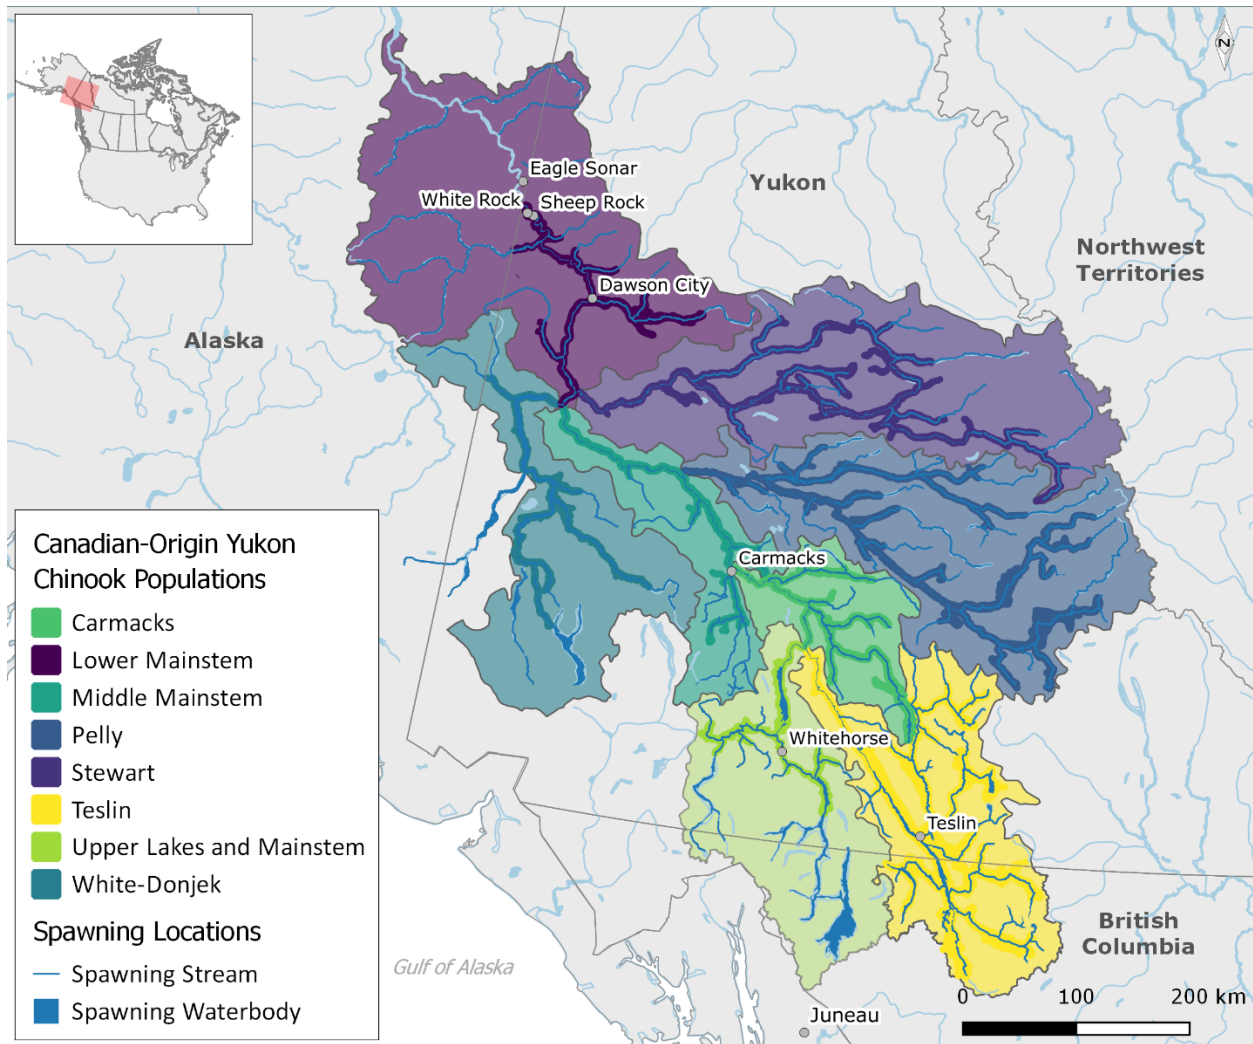 N
Eagle Sonar
White Rock
Sheep Rock
Yukon
Northwest
Territories
Dawson City
Alaska
Carmacks
Whitehorse
Teslin
British
Columbia
Gulf of Alaska
Juneau
0 100 200 km
Canadian-Origin Yukon
Chinook Populations
Carmacks
Lower Mainstem
Middle Mainstem
Pelly
Stewart
Teslin
Upper Lakes and Mainstem
White-Donjek
Spawning Locations
Spawning Stream
Spawning Waterbody